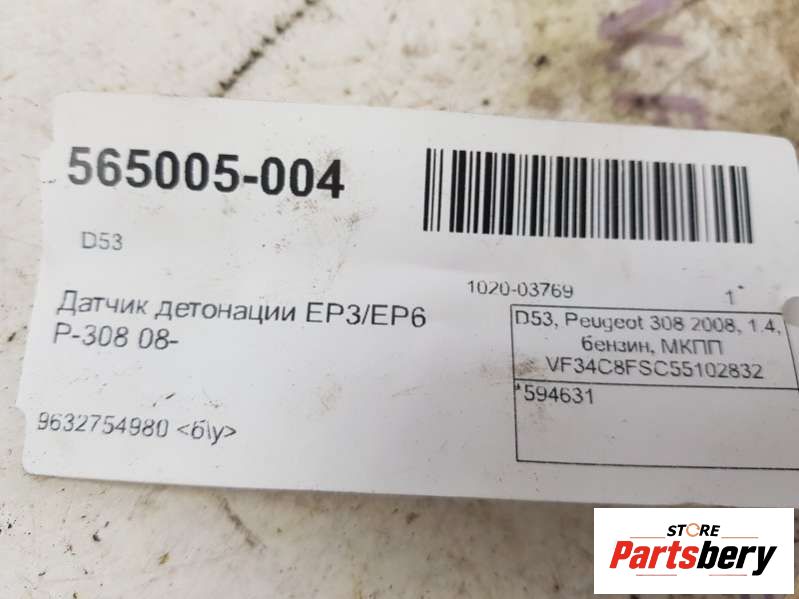 565005-004
D53
Датчик детонации EP3/EP6
P-308 08-
9632754980 <б\у>
1020-03769
1*
D53, Peugeot 308 2008, 1.4,
бензин, МКПП
VF34C8FSC55102832
*594631
STORE
Partsbery